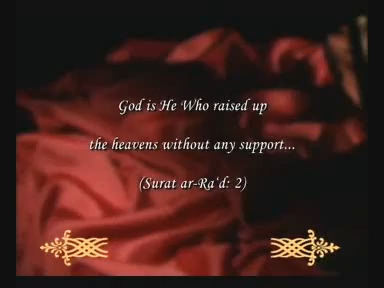 God is He Who raised up
the heavens without any support...
(Surat ar-Ra‘d: 2)